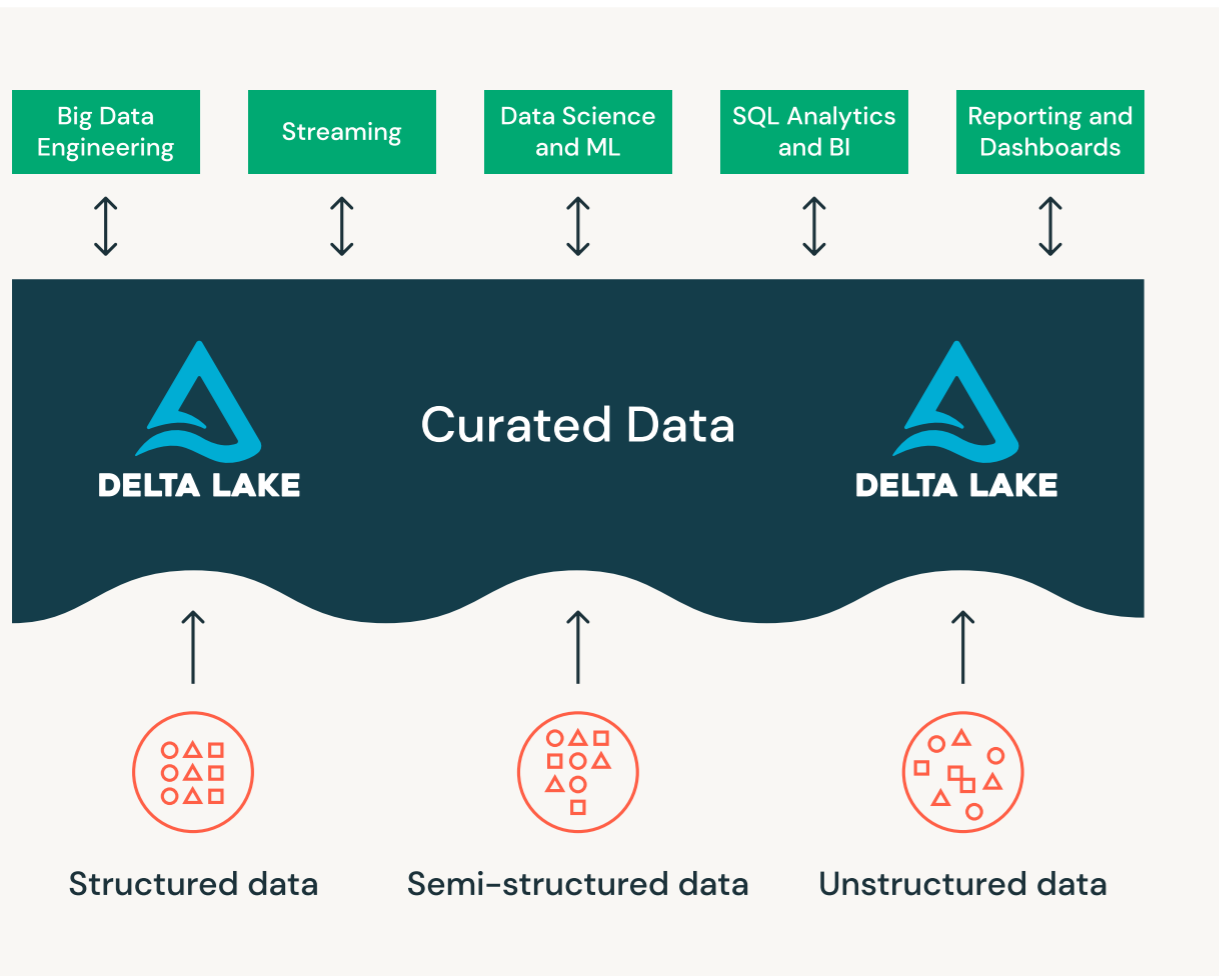 Big Data
Engineering
Streaming
Data Science
and ML
SQL Analytics
and BI
Reporting and
Dashboards
DELTA LAKE
Curated Data
DELTA LAKE
Structured data
Semi-structured data
Unstructured data